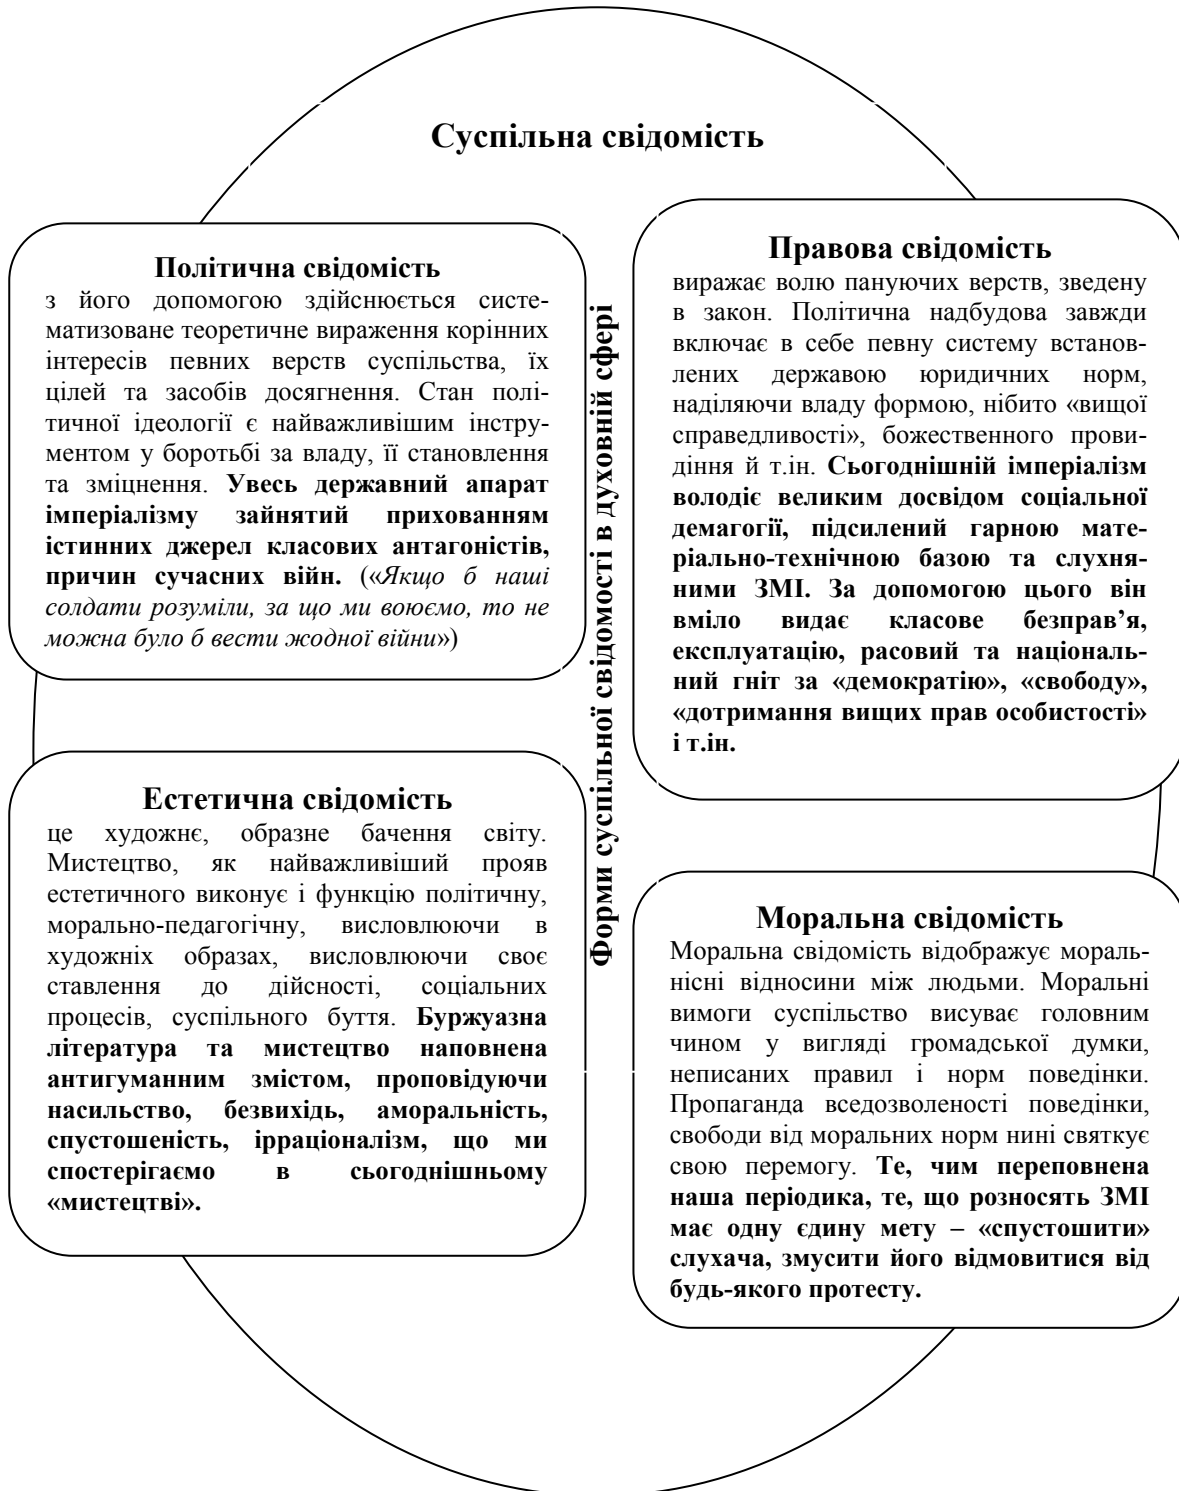 Суспільна свідомість
Політична свідомість
з його допомогою здійснюється систе-
матизоване теоретичне вираження корінних
інтересів певних верств суспільства, їх
цілей та засобів досягнення. Стан полі-
тичної ідеології є найважливішим інстру-
ментом у боротьбі за владу, її становлення
та зміцнення. Увесь державний апарат
імперіалізму зайнятий прихованням
істинних джерел класових антагоністів,
причин сучасних війн. («Якщо б наші
солдати розуміли, за що ми воюємо, то не
можна було б вести жодної війни»)
Правова свідомість
виражає волю пануючих верств, зведену
в закон. Політична надбудова завжди
включає в себе певну систему встанов-
лених державою юридичних норм,
наділяючи владу формою, нібито «вищої
справедливості», божественного прови-
діння й т.ін. Сьогоднішній імперіалізм
володіє великим досвідом соціальної
демагогії, підсилений гарною мате-
ріально-технічною базою та слухня-
ними ЗМІ. За допомогою цього він
вміло видає класове безправ’я,
експлуатацію, расовий та національ-
ний гніт за «демократію», «свободу»,
«дотримання вищих прав особистості»
і т.ін.
Форми суспільної свідомості в духовній сфері
Естетична свідомість
це художнє, образне бачення світу.
Мистецтво, як найважливіший прояв
естетичного виконує і функцію політичну,
морально-педагогічну, висловлюючи в
художніх образах, висловлюючи своє
ставлення до дійсності, соціальних
процесів, суспільного буття. Буржуазна
література та мистецтво наповнена
антигуманним змістом, проповідуючи
насильство, безвихідь, аморальність,
спустошеність, ірраціоналізм, що ми
спостерігаємо в сьогоднішньому
«мистецтві».
Моральна свідомість
Моральна свідомість відображує мораль-
нісні відносини між людьми. Моральні
вимоги суспільство висуває головним
чином у вигляді громадської думки,
неписаних правил і норм поведінки.
Пропаганда вседозволеності поведінки,
свободи від моральних норм нині святкує
свою перемогу. Те, чим переповнена
наша періодика, те, що розносять ЗМІ
має одну єдину мету – «спустошити»
слухача, змусити його відмовитися від
будь-якого протесту.